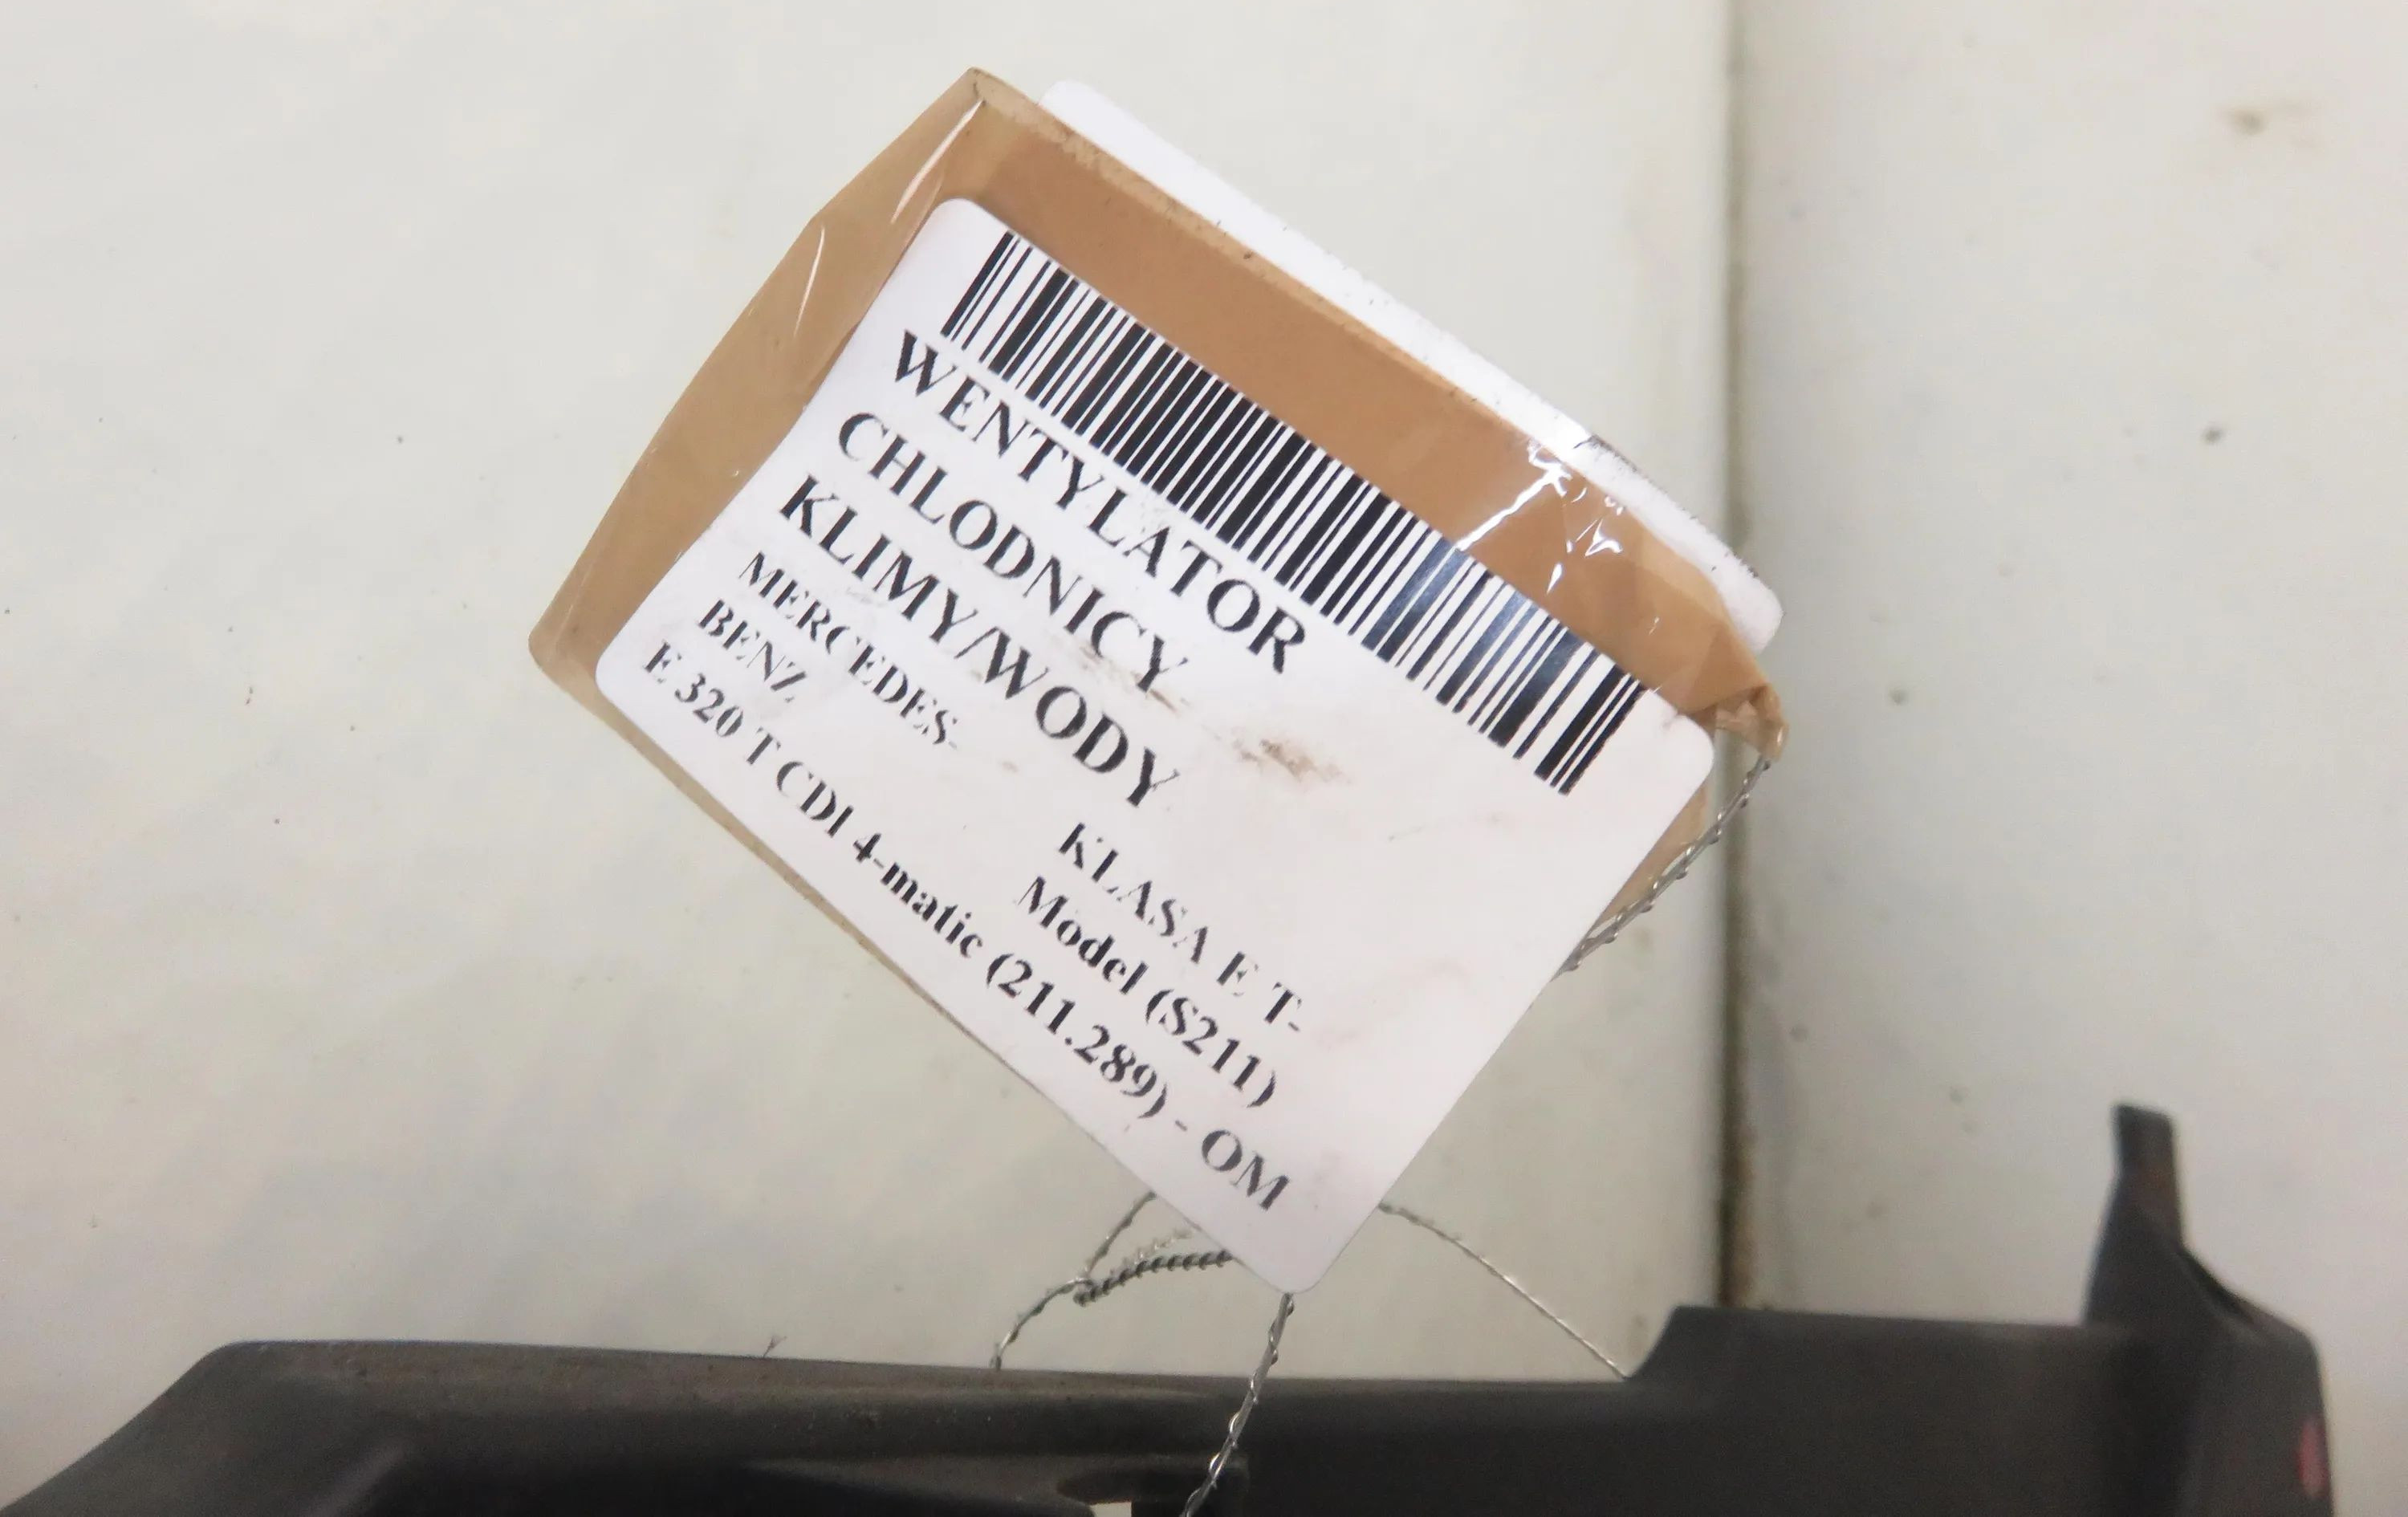 WENTYLATOR
CHLODNICY
KLIMY/WODY
MERCEDES-
BENZ
KLASA E T-
Model (S211)
E 320 T CDI 4-matic (211.289) - OM